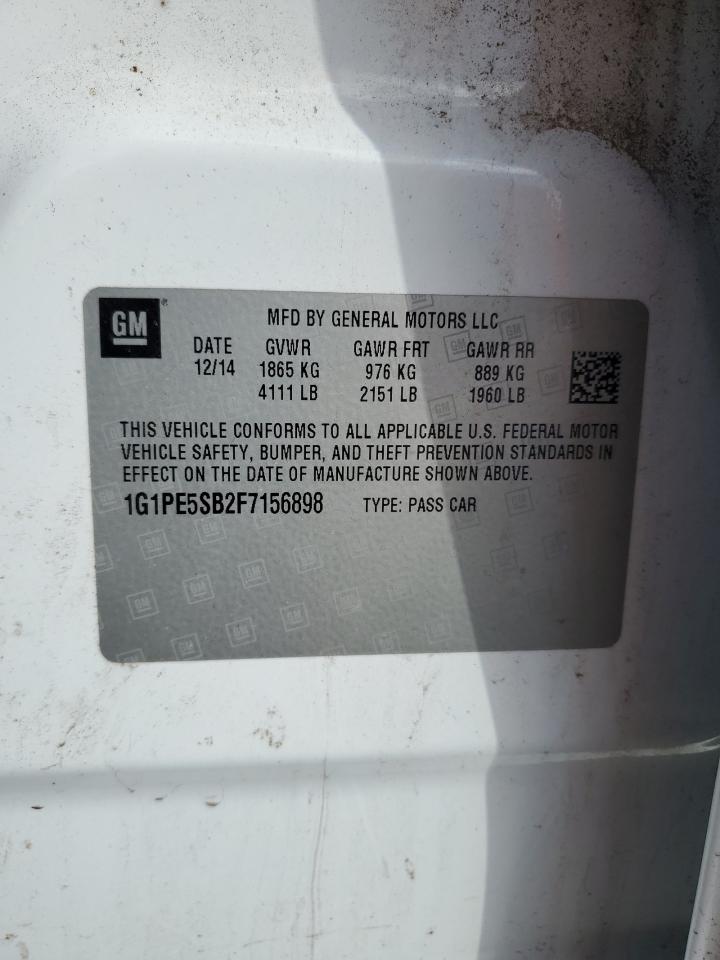 GM
MFD BY GENERAL MOTORS LLC
DATE GVWR GAWR FRT GAWR RR
12/14 1865 KG 976 KG 889 KG
4111 LB 2151 LB 1960 LB
THIS VEHICLE CONFORMS TO ALL APPLICABLE U.S. FEDERAL MOTOR
VEHICLE SAFETY, BUMPER, AND THEFT PREVENTION STANDARDS IN
EFFECT ON THE DATE OF MANUFACTURE SHOWN ABOVE.
1G1PE5SB2F7156898 TYPE: PASS CAR